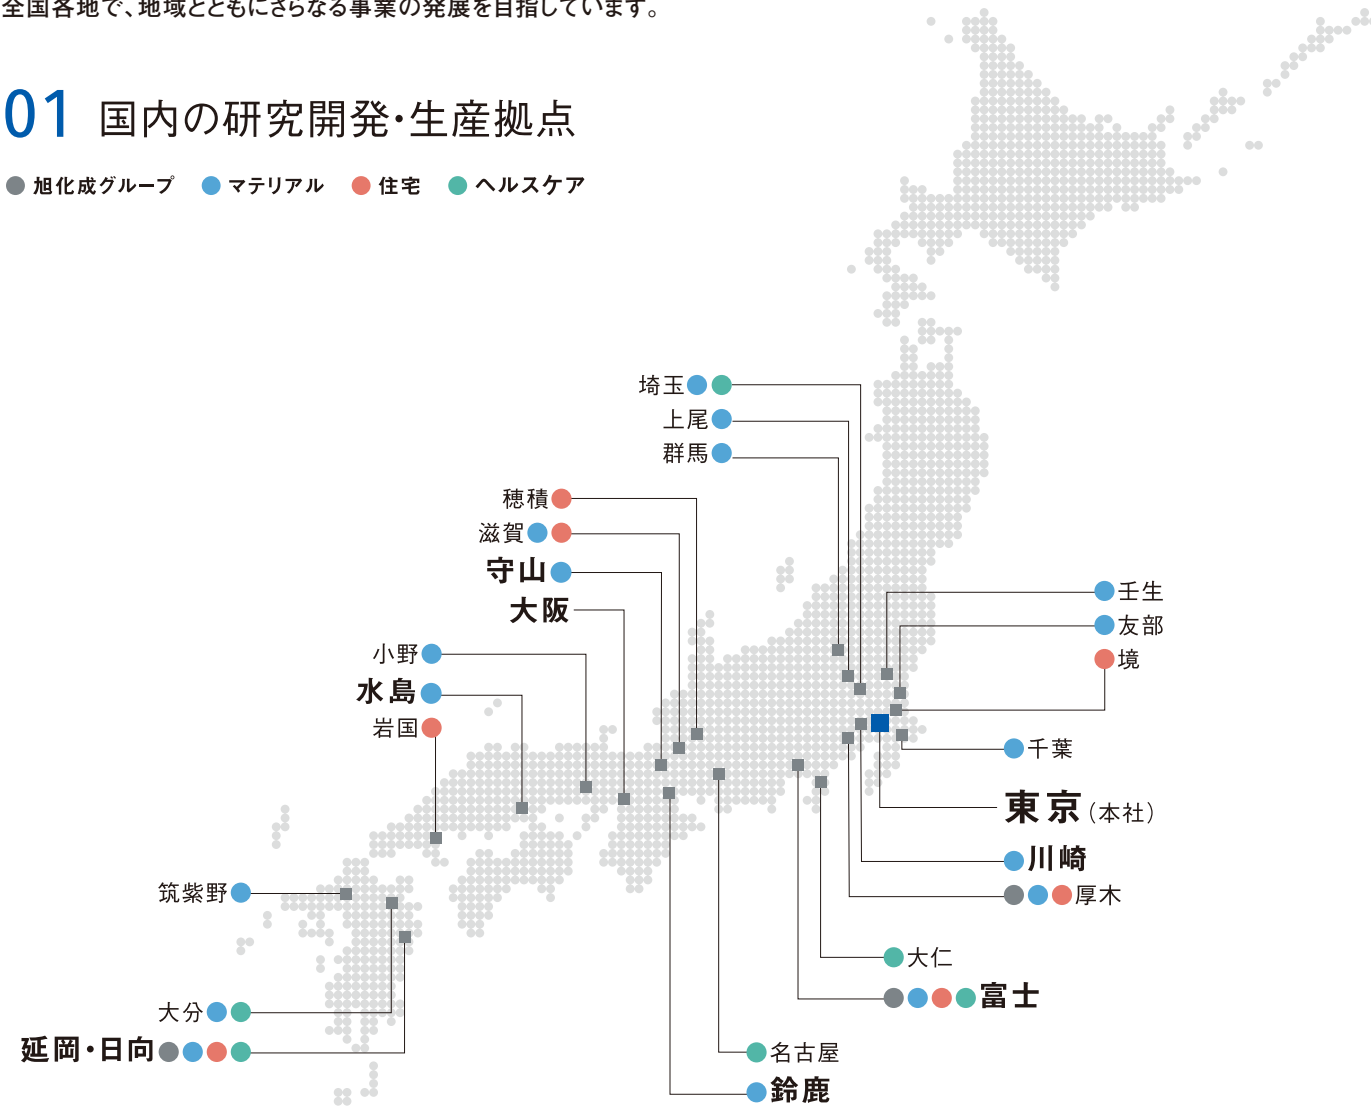 全国各地で、地域とともにさらなる事業の発展を目指しています。
01 国内の研究開発・生産拠点
旭化成グループ マテリアル 住宅 ヘルスケア
埼玉
上尾
群馬
穂積
滋賀
守山
大阪
小野
水島
岩国
壬生
友部
境
千葉
東京（本社）
川崎
厚木
筑紫野
大仁
富士
大分
延岡・日向
名古屋
鈴鹿